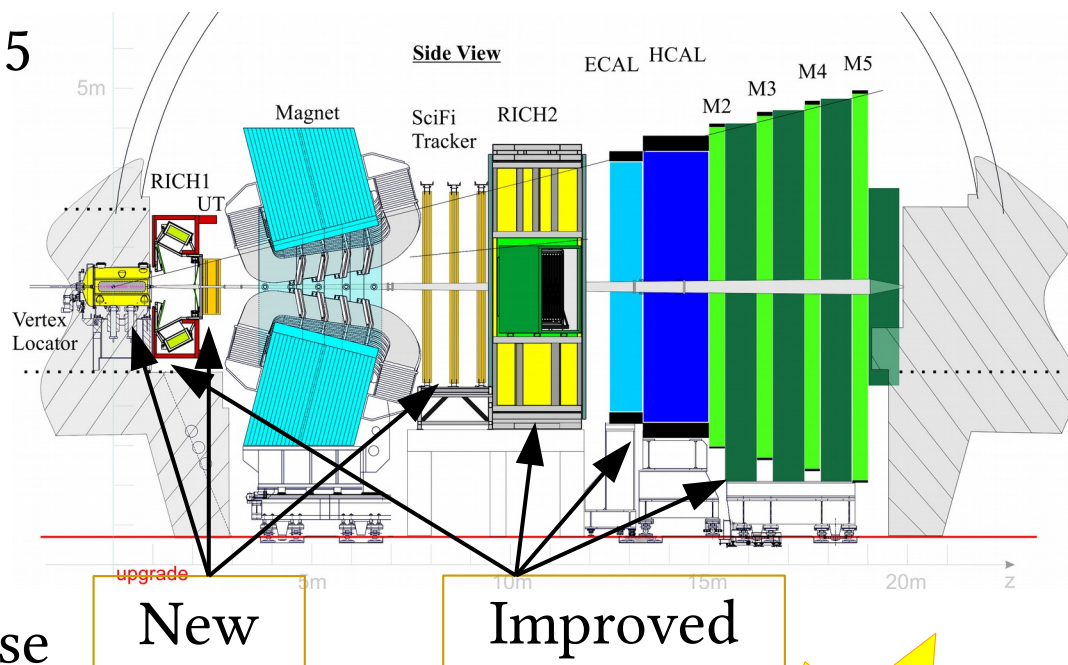 5
Side View
ECAL
HCAL
5m
M5
M4
M3
M2
Magnet
SciFi
Tracker
RICH2
RICH1
UT
Vertex
Locator
upgrade
5m
10m
15m
20m
z
New
Improved
se